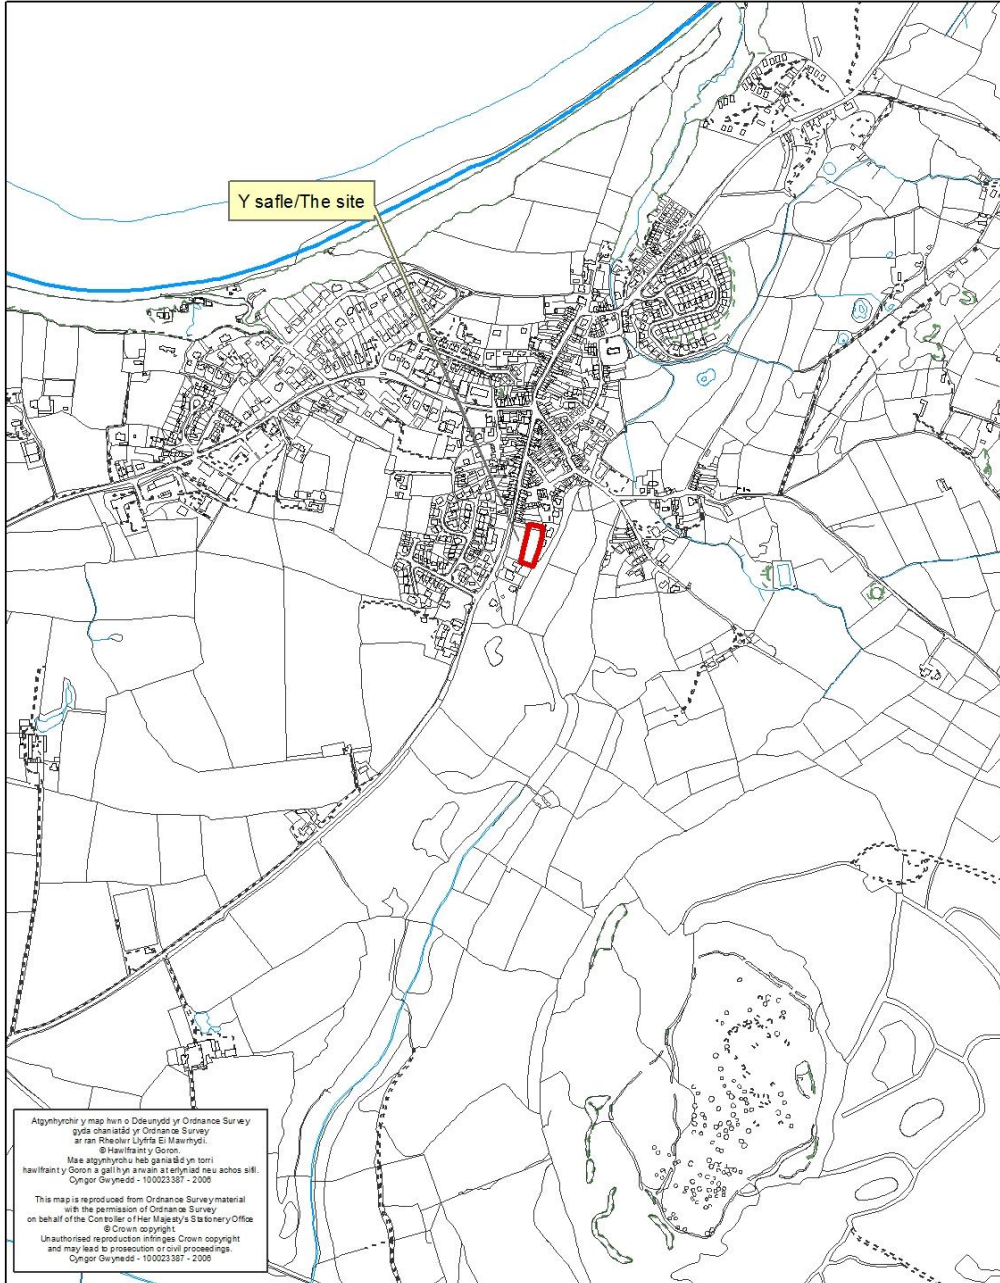 Y safle/The site
Atgynhyrchir y map hwn o Ddeunydd yr Ordnance Survey
gyda chaniatâd yr Ordnance Survey
ar ran Rheolwr Llyfrfa Ei Mawrhydi.
© Hawlfraint y Goron.
Mae atgynhyrchu heb ganiatâd yn torri
hawlfraint y Goron a gall hyn arwain at erlyniad neu achos sifil.
Cyngor Gwynedd - 100023387 - 2006
This map is reproduced from Ordnance Survey material
with the permission of Ordnance Survey
on behalf of the Controller of Her Majesty's Stationery Office
© Crown copyright.
Unauthorised reproduction infringes Crown copyright
and may lead to prosecution or civil proceedings.
Cyngor Gwynedd - 100023387 - 2006